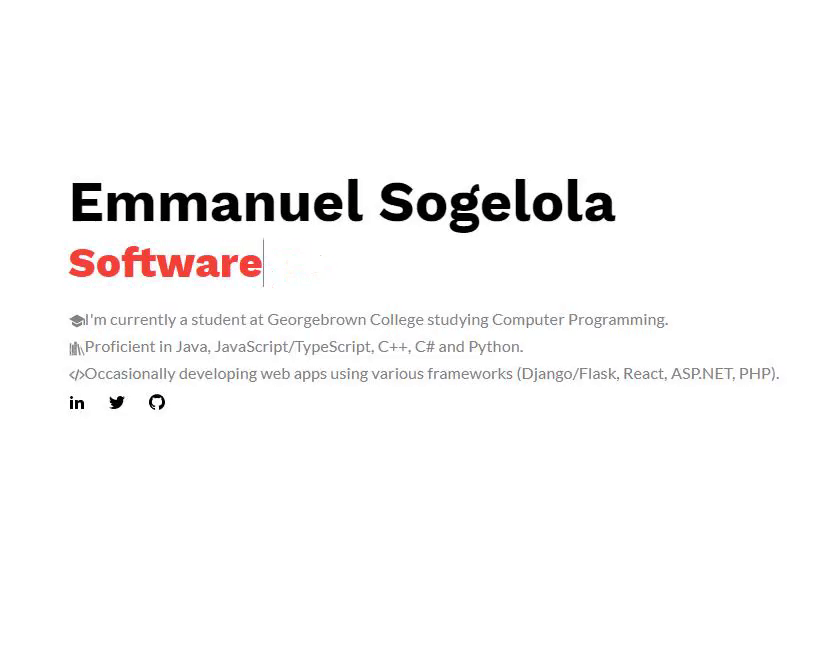 Emmanuel Sogelola
Software
I'm currently a student at Georgebrown College studying Computer Programming.
Proficient in Java, JavaScript/TypeScript, C++, C# and Python.
Occasionally developing web apps using various frameworks (Django/Flask, React, ASP.NET, PHP).